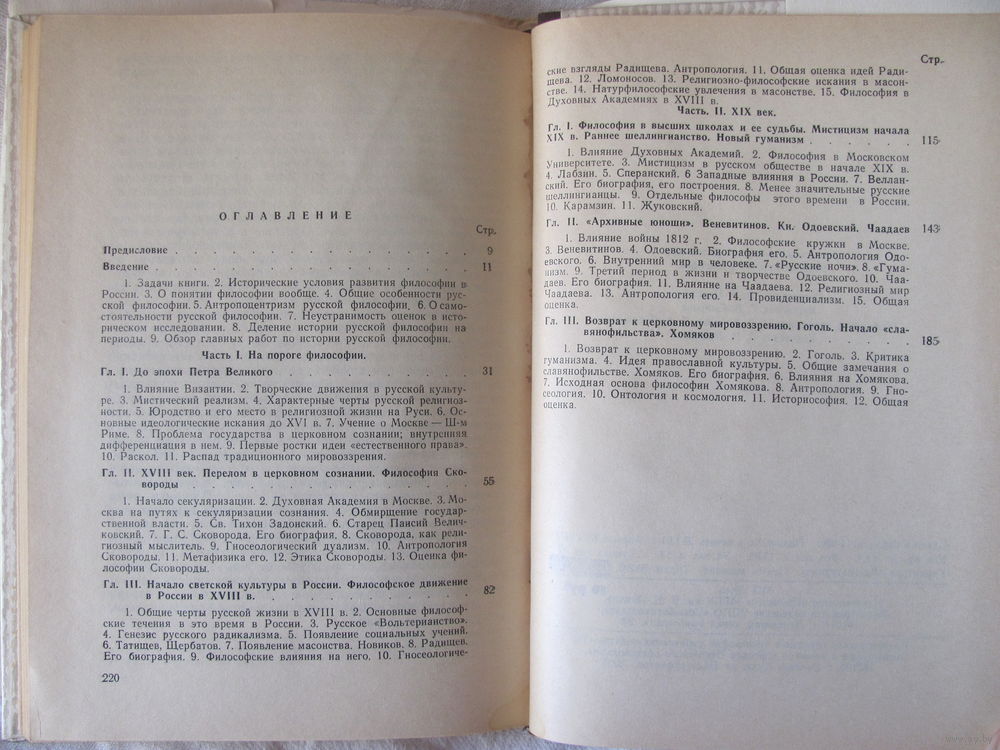 ОГЛАВЛЕНИЕ
Стр.
Предисловие . . . . . . . . . . . . . . . . . 9
Введение . . . . . . . . . . . . . . . . . . 11
1. Задачи книги. 2. Исторические условия развития философии в
России. 3. О понятии философии вообще. 4. Общие особенности рус-
ской философии. 5. Антропоцентризм русской философии. 6. О само-
стоятельности русской философии. 7. Неустранимость оценок в исто-
рическом исследовании. 8. Деление истории русской философии на
периоды. 9. Обзор главных работ по истории русской философии.
Часть I. На пороге философии.
Гл. I. До эпохи Петра Великого . . . . . . . . . . . 31
1. Влияние Византии. 2. Творческие движения в русской культу-
ре. 3. Мистический реализм. 4. Характерные черты русской религиоз-
ности. 5. Юродство и его место в религиозной жизни на Руси. 6. Ос-
новные идеологические искания до XVI в. 7. Учение о Москве — Ш-м
Риме. 8. Проблема государства в церковном сознании; внутренняя
дифференциация в нем. 9. Первые ростки идеи «естественного права».
10. Раскол. 11. Распад традиционного мировоззрения.
Гл. II. XVIII век. Перелом в церковном сознании. Философия Ско-
вороды . . . . . . . . . . . . . . . . 55
1. Начало секуляризации. 2. Духовная Академия в Москве. 3. Мо-
сква на путях к секуляризации сознания. 4. Обмирщение государ-
ственной власти. 5. Св. Тихон Задонский. 6. Старец Паисий Велич-
ковский. 7. Г. С. Сковорода. Его биография. 8. Сковорода, как рели-
гиозный мыслитель. 9. Гносеологический дуализм. 10. Антропология
Сковороды. 11. Метафизика его. 12. Этика Сковороды. 13. Оценка фи-
лософии Сковороды.
Гл. III. Начало светской культуры в России. Философское движение
в России в XVIII в. . . . . . . . . . . . . 82
1. Общие черты русской жизни в XVIII в. 2. Основные философ-
ские течения в это время в России. 3. Русское «Вольтерианство».
4. Генезис русского радикализма. 5. Появление социальных учений.
6. Татищев, Щербатов. 7. Появление масонства. Новиков. 8. Радищев.
Его биография. 9. Философские влияния на него. 10. Гносеологиче-
220
Стр.
ские взгляды Радищева. Антропология. 11. Общая оценка идей Ради-
щева. 12. Ломоносов. 13. Религиозно-философские искания в масон-
стве. 14. Натурфилософские увлечения в масонстве. 15. Философия в
Духовных Академиях в XVIII в.
Часть. II. XIX век.
Гл. I. Философия в высших школах и ее судьбы. Мистицизм начала
XIX в. Раннее шеллингианство. Новый гуманизм . . . . . . 115
1. Влияние Духовных Академий. 2. Философия в Московском
Университете. 3. Мистицизм в русском обществе в начале XIX в.
4. Лабзин. 5. Сперанский. 6 Западные влияния в России. 7. Веллан-
ский. Его биография, его построения. 8. Менее значительные русские
шеллингианцы. 9. Отдельные философы этого времени в России.
10. Карамзин. 11. Жуковский.
Гл. II. «Архивные юноши». Веневитинов. Кн. Одоевский. Чаадаев 143
1. Влияние войны 1812 г. 2. Философские кружки в Москве.
3. Веневитинов. 4. Одоевский. Биография его. 5. Антропология Одо-
евского. 6. Внутренний мир в человеке. 7. «Русские ночи». 8. «Гума-
низм. 9. Третий период в жизни и творчестве Одоевского. 10. Чаа-
даев. Его биография. 11. Влияние на Чаадаева. 12. Религиозный мир
Чаадаева. 13. Антропология его. 14. Провиденциализм. 15. Общая
оценка.
Гл. III. Возврат к церковному мировоззрению. Гоголь. Начало «сла-
вянофильства». Хомяков . . . . . . . . . . . 185
1. Возврат к церковному мировоззрению. 2. Гоголь. 3. Критика
гуманизма. 4. Идея православной культуры. 5. Общие замечания о
славянофильстве. Хомяков. Его биография. 6. Влияния на Хомякова.
7. Исходная основа философии Хомякова. 8. Антропология. 9. Гно-
сеология. 10. Онтология и космология. 11. Историософия. 12. Общая
оценка.